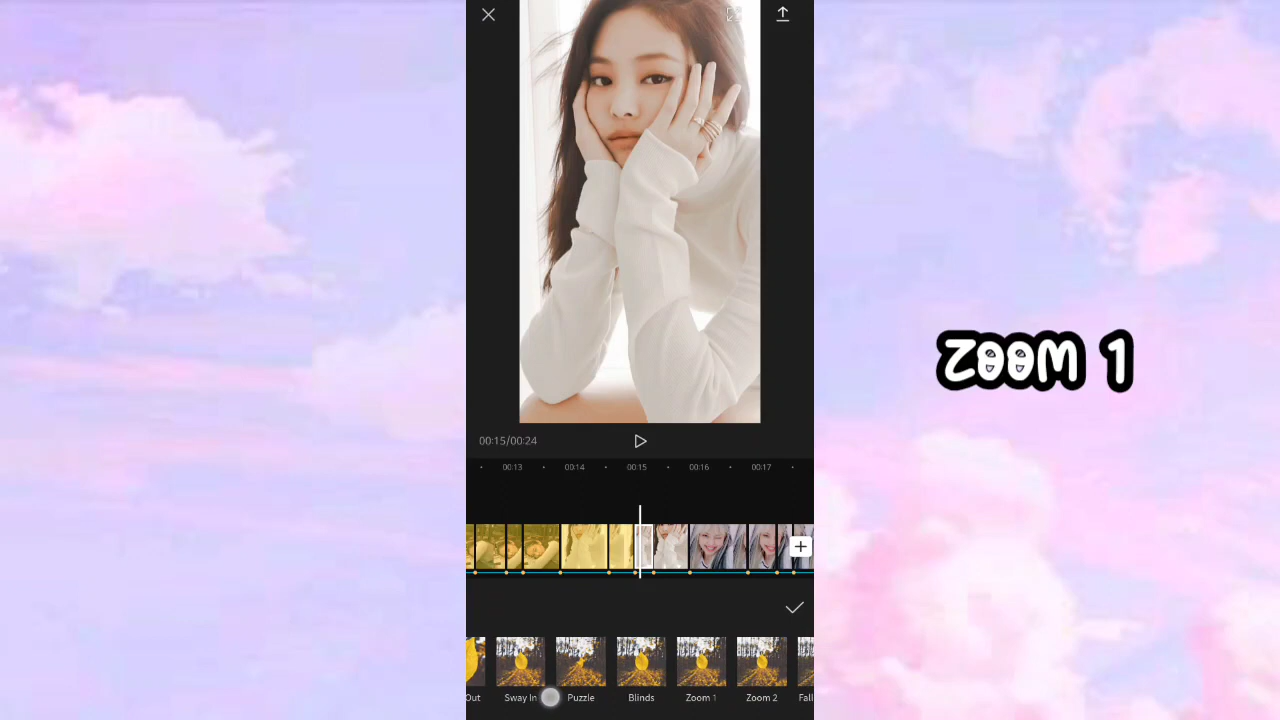 00:15/00:24
00:13
00:14
00:15
00:16
00:17
Out
Sway In
Puzzle
Blinds
Zoom 1
Zoom 2
Fall
ZOOM 1